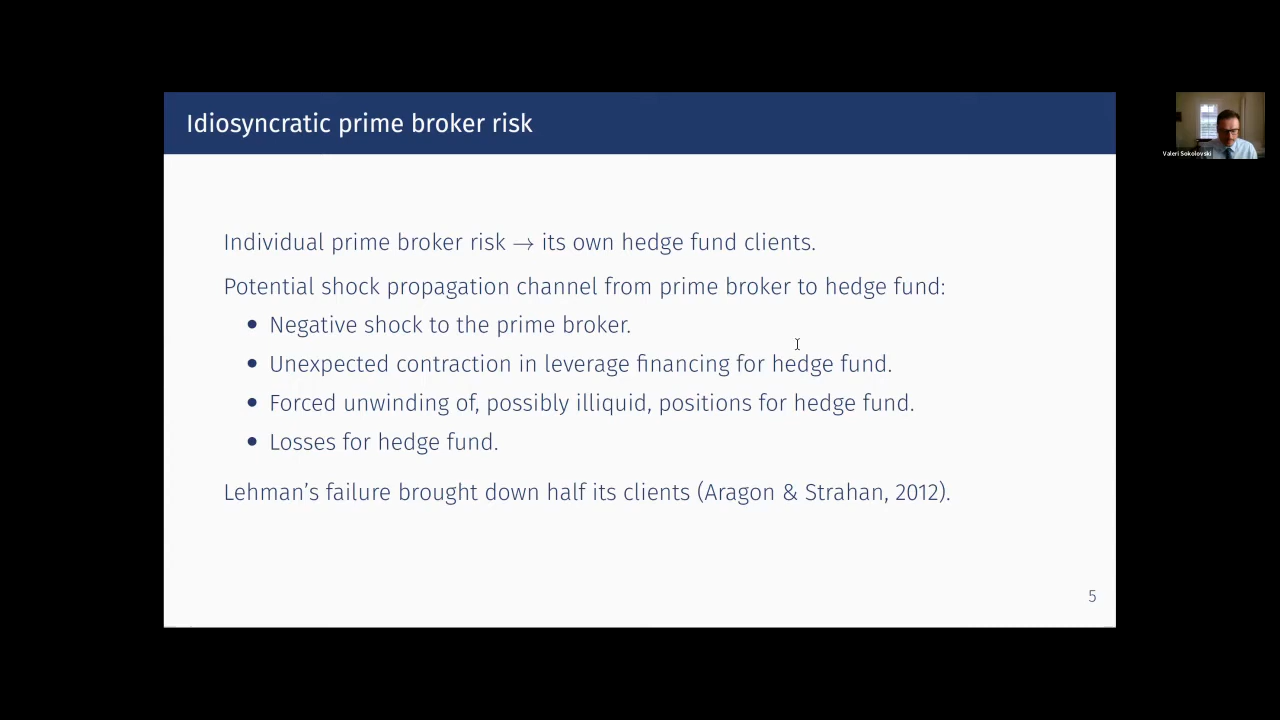 Idiosyncratic prime broker risk
Valeri Sokolovski
Individual prime broker risk → its own hedge fund clients.
Potential shock propagation channel from prime broker to hedge fund:
• Negative shock to the prime broker.
• Unexpected contraction in leverage financing for hedge fund.
• Forced unwinding of, possibly illiquid, positions for hedge fund.
• Losses for hedge fund.
Lehman's failure brought down half its clients (Aragon & Strahan, 2012).
5